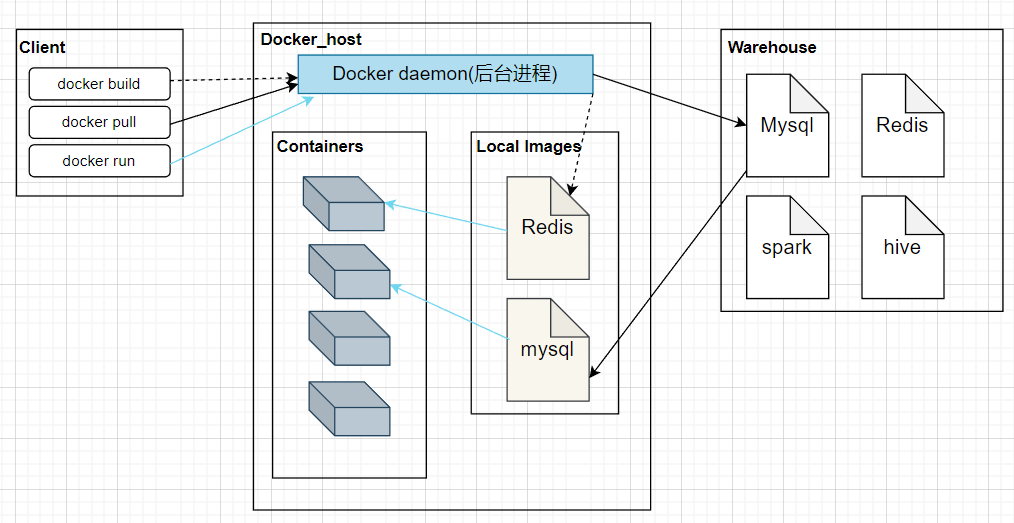 Client
docker build
docker pull
docker run
Docker_host
Docker daemon(后台进程)
Containers
Local Images
Redis
mysql
Warehouse
Mysql
Redis
spark
hive